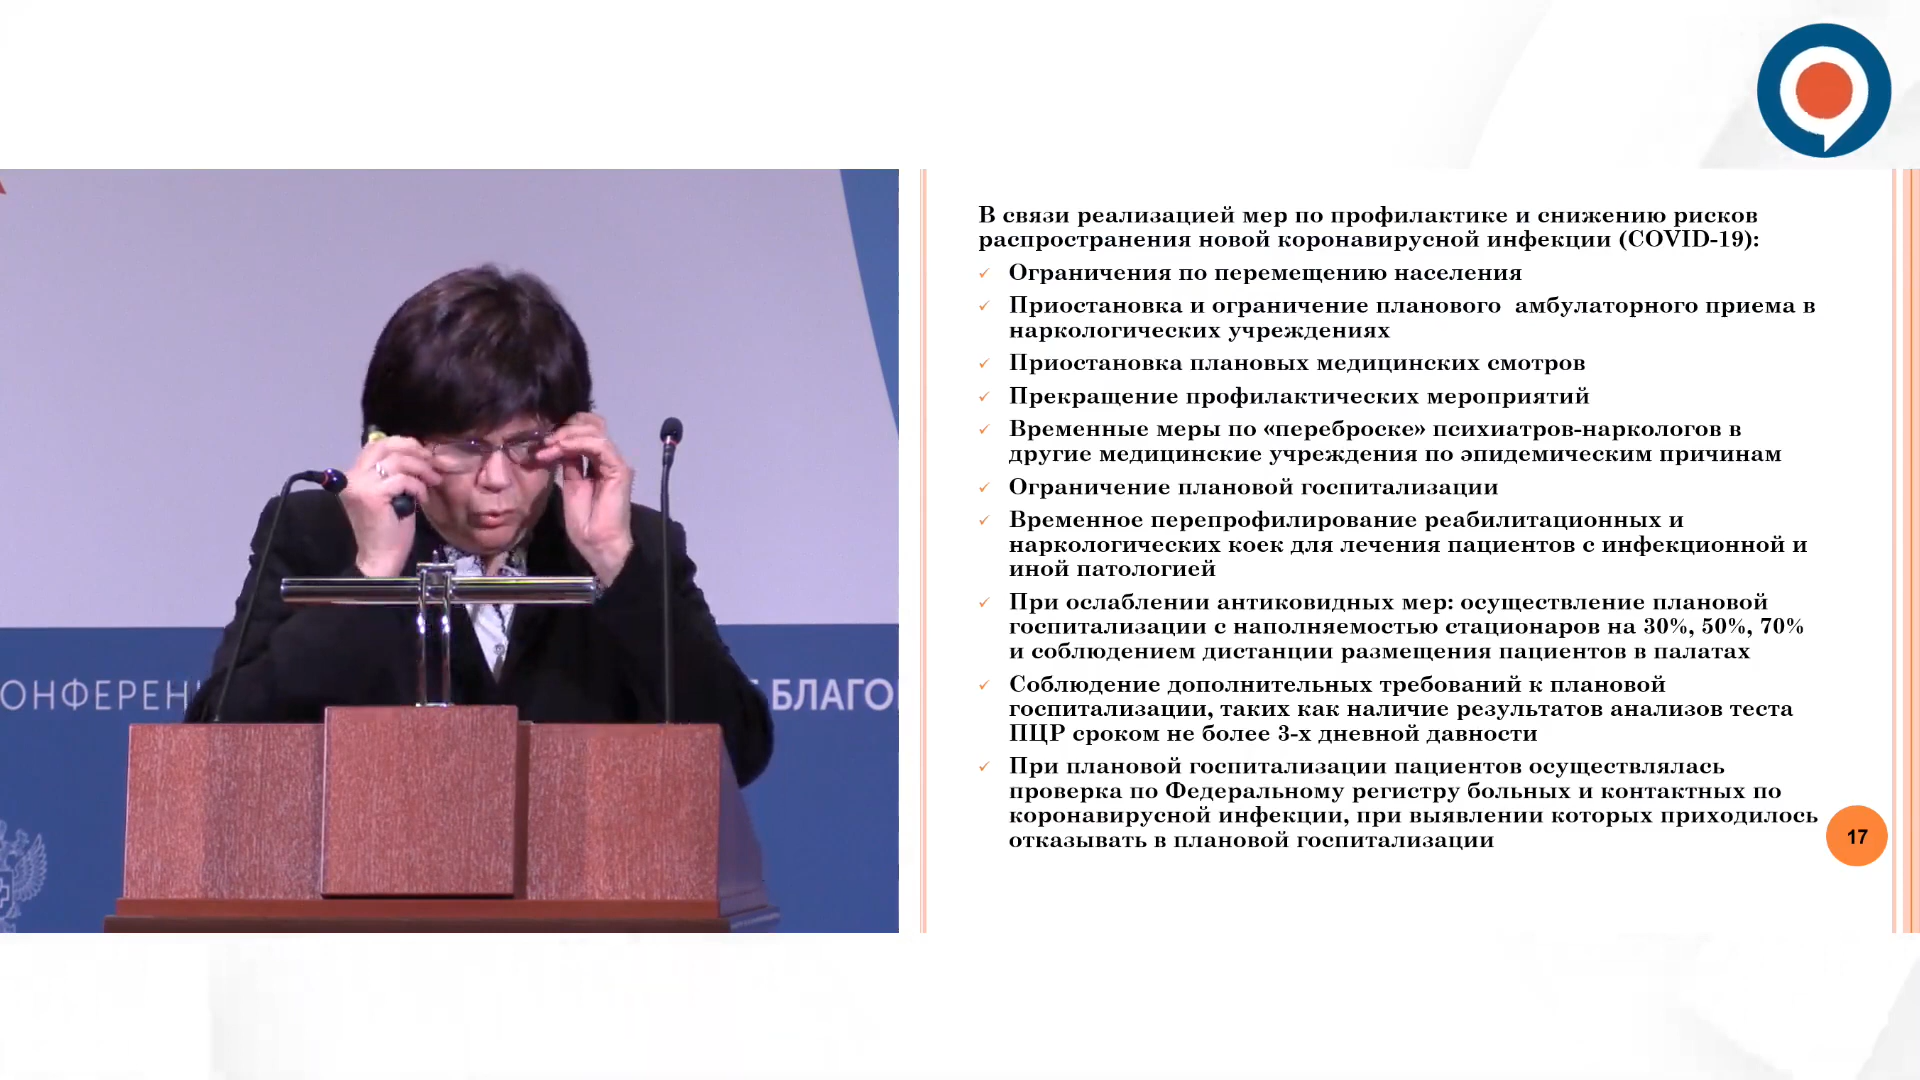 ОНФЕРЕН
БЛАГО
В связи реализацией мер по профилактике и снижению рисков
распространения новой коронавирусной инфекции (COVID-19):
Ограничения по перемещению населения
Приостановка и ограничение планового амбулаторного приема в
наркологических учреждениях
Приостановка плановых медицинских смотров
Прекращение профилактических мероприятий
Временные меры по «переброске» психиатров-наркологов в
другие медицинские учреждения по эпидемическим причинам
Ограничение плановой госпитализации
Временное перепрофилирование реабилитационных и
наркологических коек для лечения пациентов с инфекционной и
иной патологией
При ослаблении антиковидных мер: осуществление плановой
госпитализации с наполняемостью стационаров на 30%, 50%, 70%
и соблюдением дистанции размещения пациентов в палатах
Соблюдение дополнительных требований к плановой
госпитализации, таких как наличие результатов анализов теста
ПЦР сроком не более 3-х дневной давности
При плановой госпитализации пациентов осуществлялась
проверка по Федеральному регистру больных и контактных по
коронавирусной инфекции, при выявлении которых приходилось
отказывать в плановой госпитализации
17